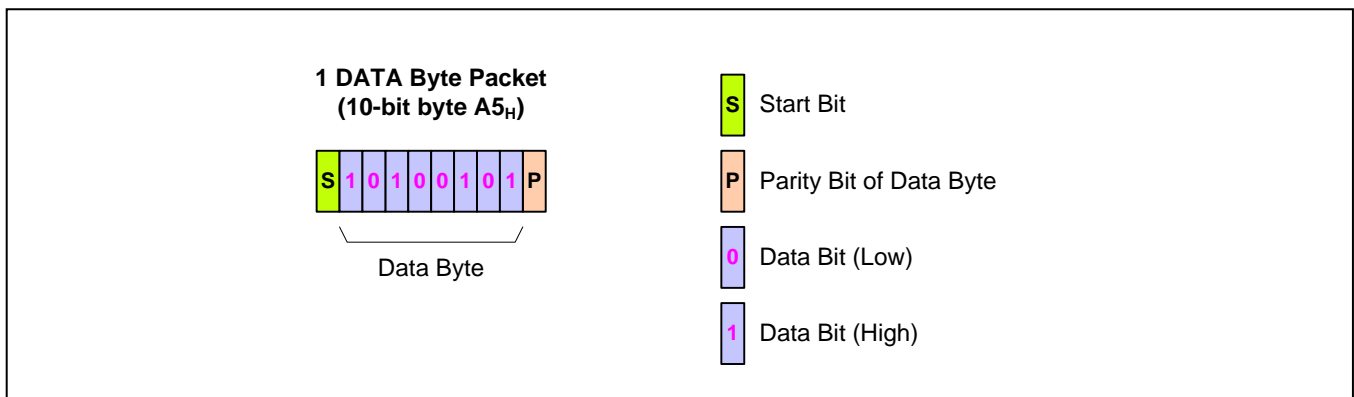 1 DATA Byte Packet
(10-bit byte A5H)
S 1 0 1 0 0 1 0 1 P
Data Byte
S Start Bit
P Parity Bit of Data Byte
0 Data Bit (Low)
1 Data Bit (High)